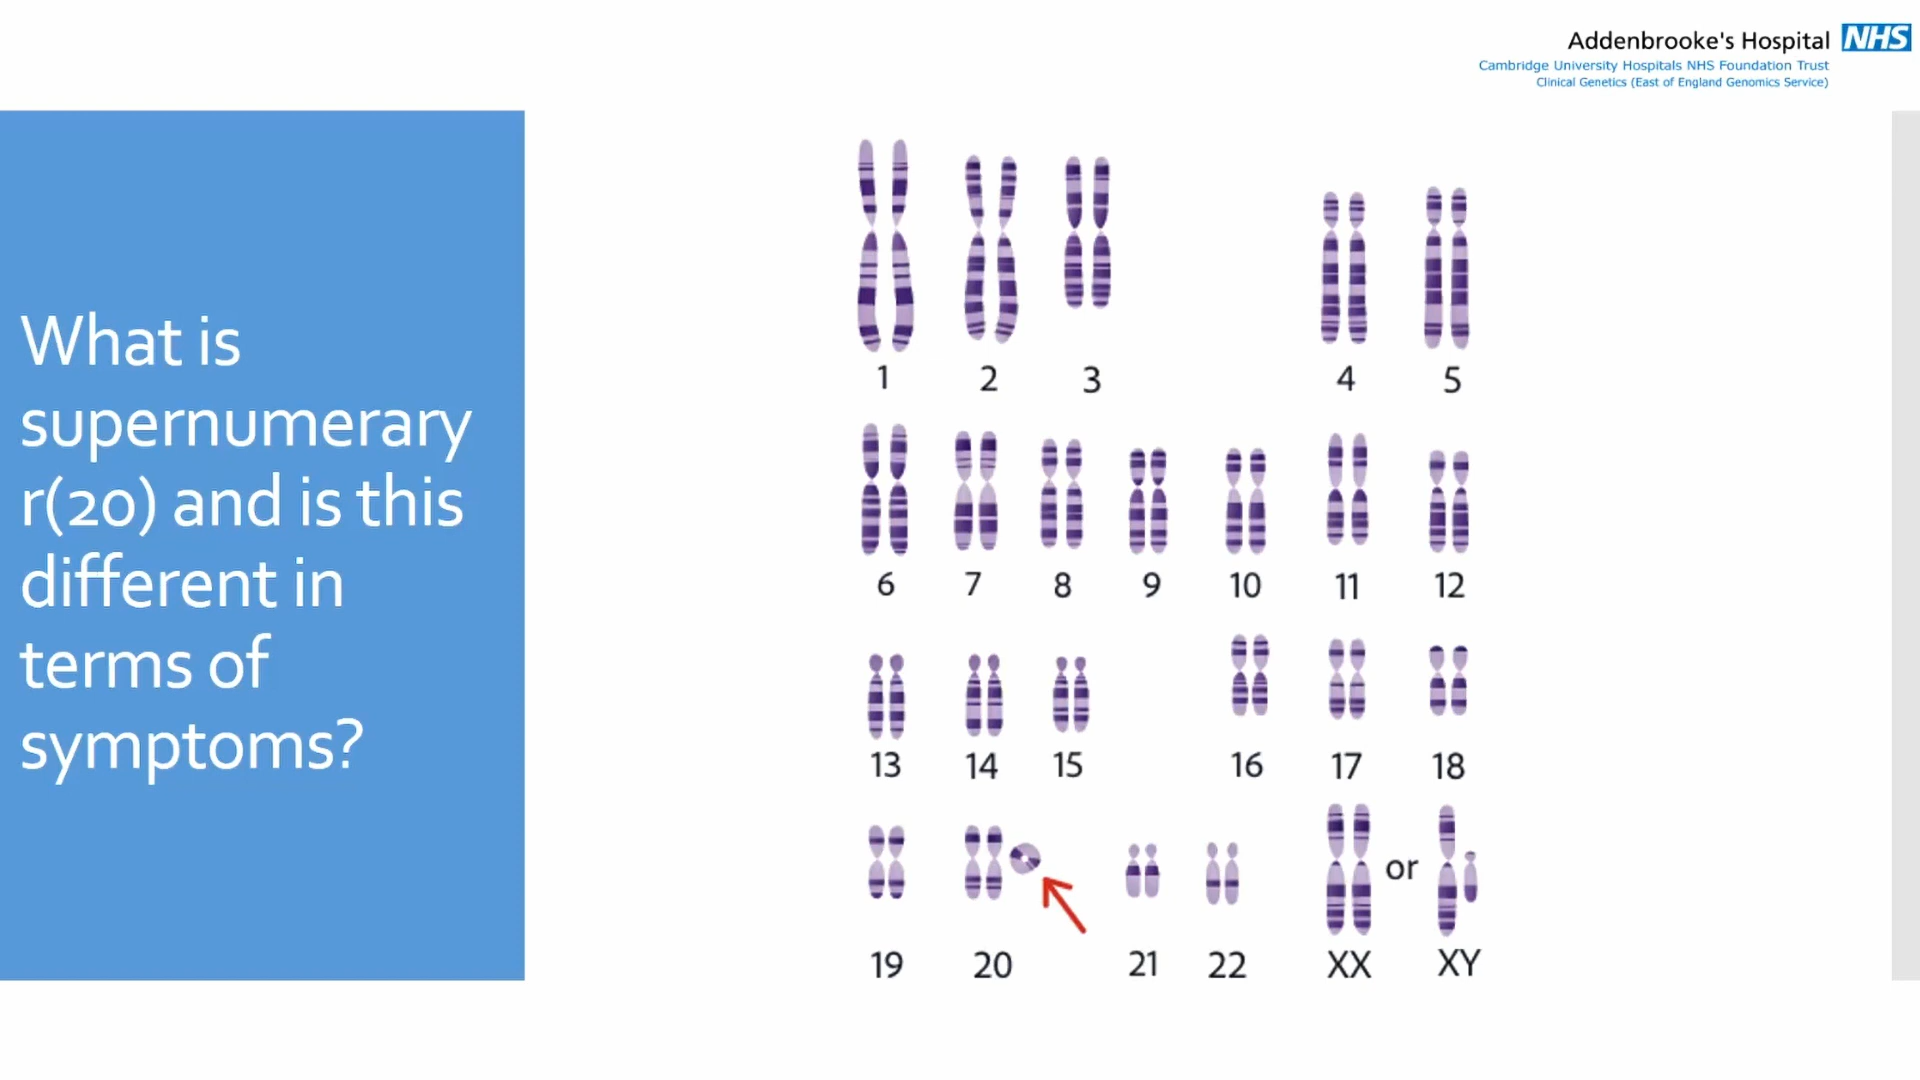 Addenbrooke's Hospital NHS
Cambridge University Hospitals NHS Foundation Trust
Clinical Genetics (East of England Genomics Service)
What is
supernumerary
r(20) and is this
different in
terms of
symptoms?
1 2 3 4 5
6 7 8 9 10 11 12
13 14 15 16 17 18
or
19 20 21 22 XX XY